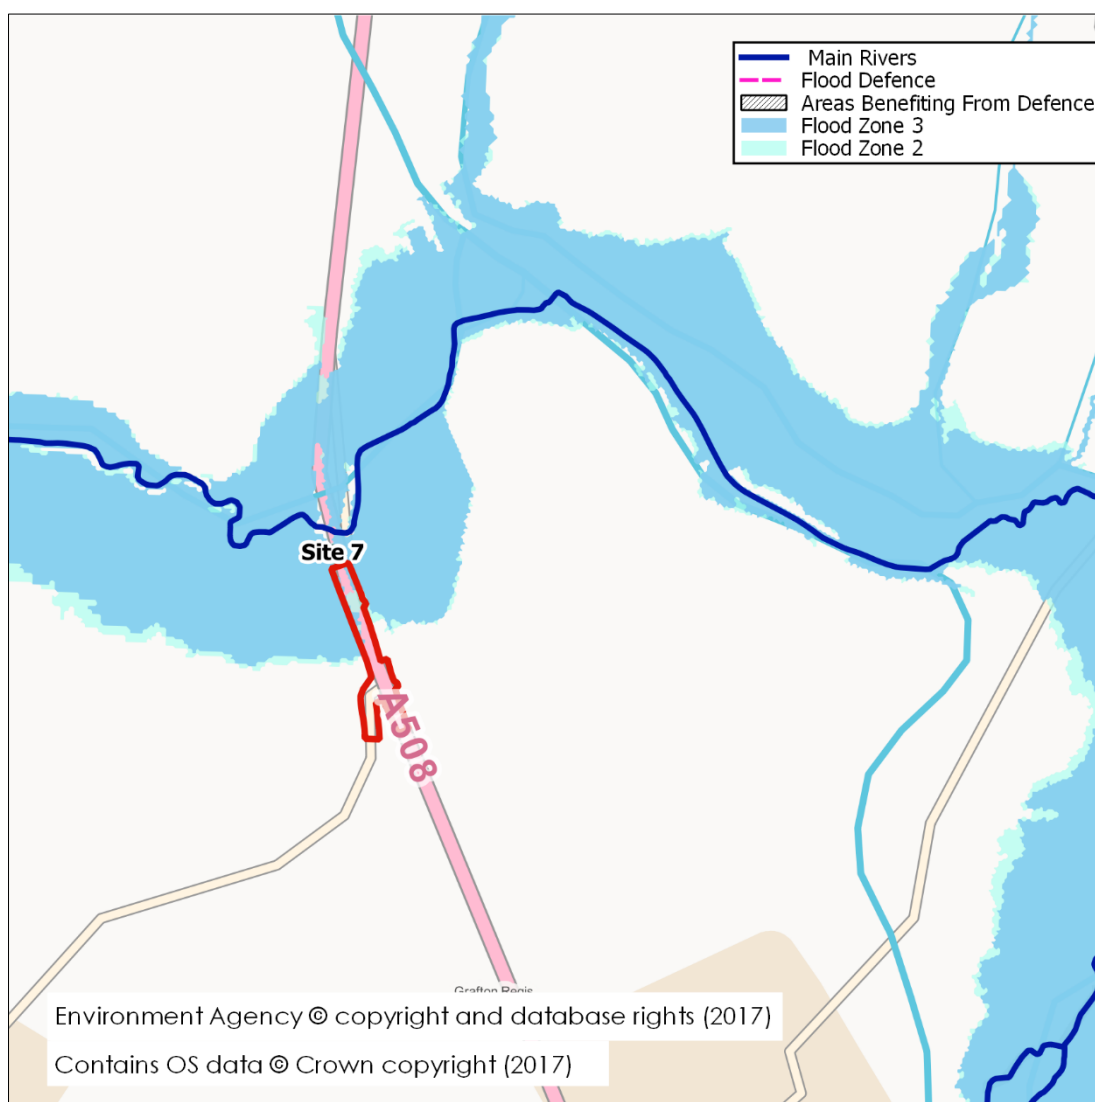 Main Rivers
Flood Defence
Areas Benefiting From Defence
Flood Zone 3
Flood Zone 2
Site 7
A508
Grafton Regis
Environment Agency © copyright and database rights (2017)
Contains OS data © Crown copyright (2017)